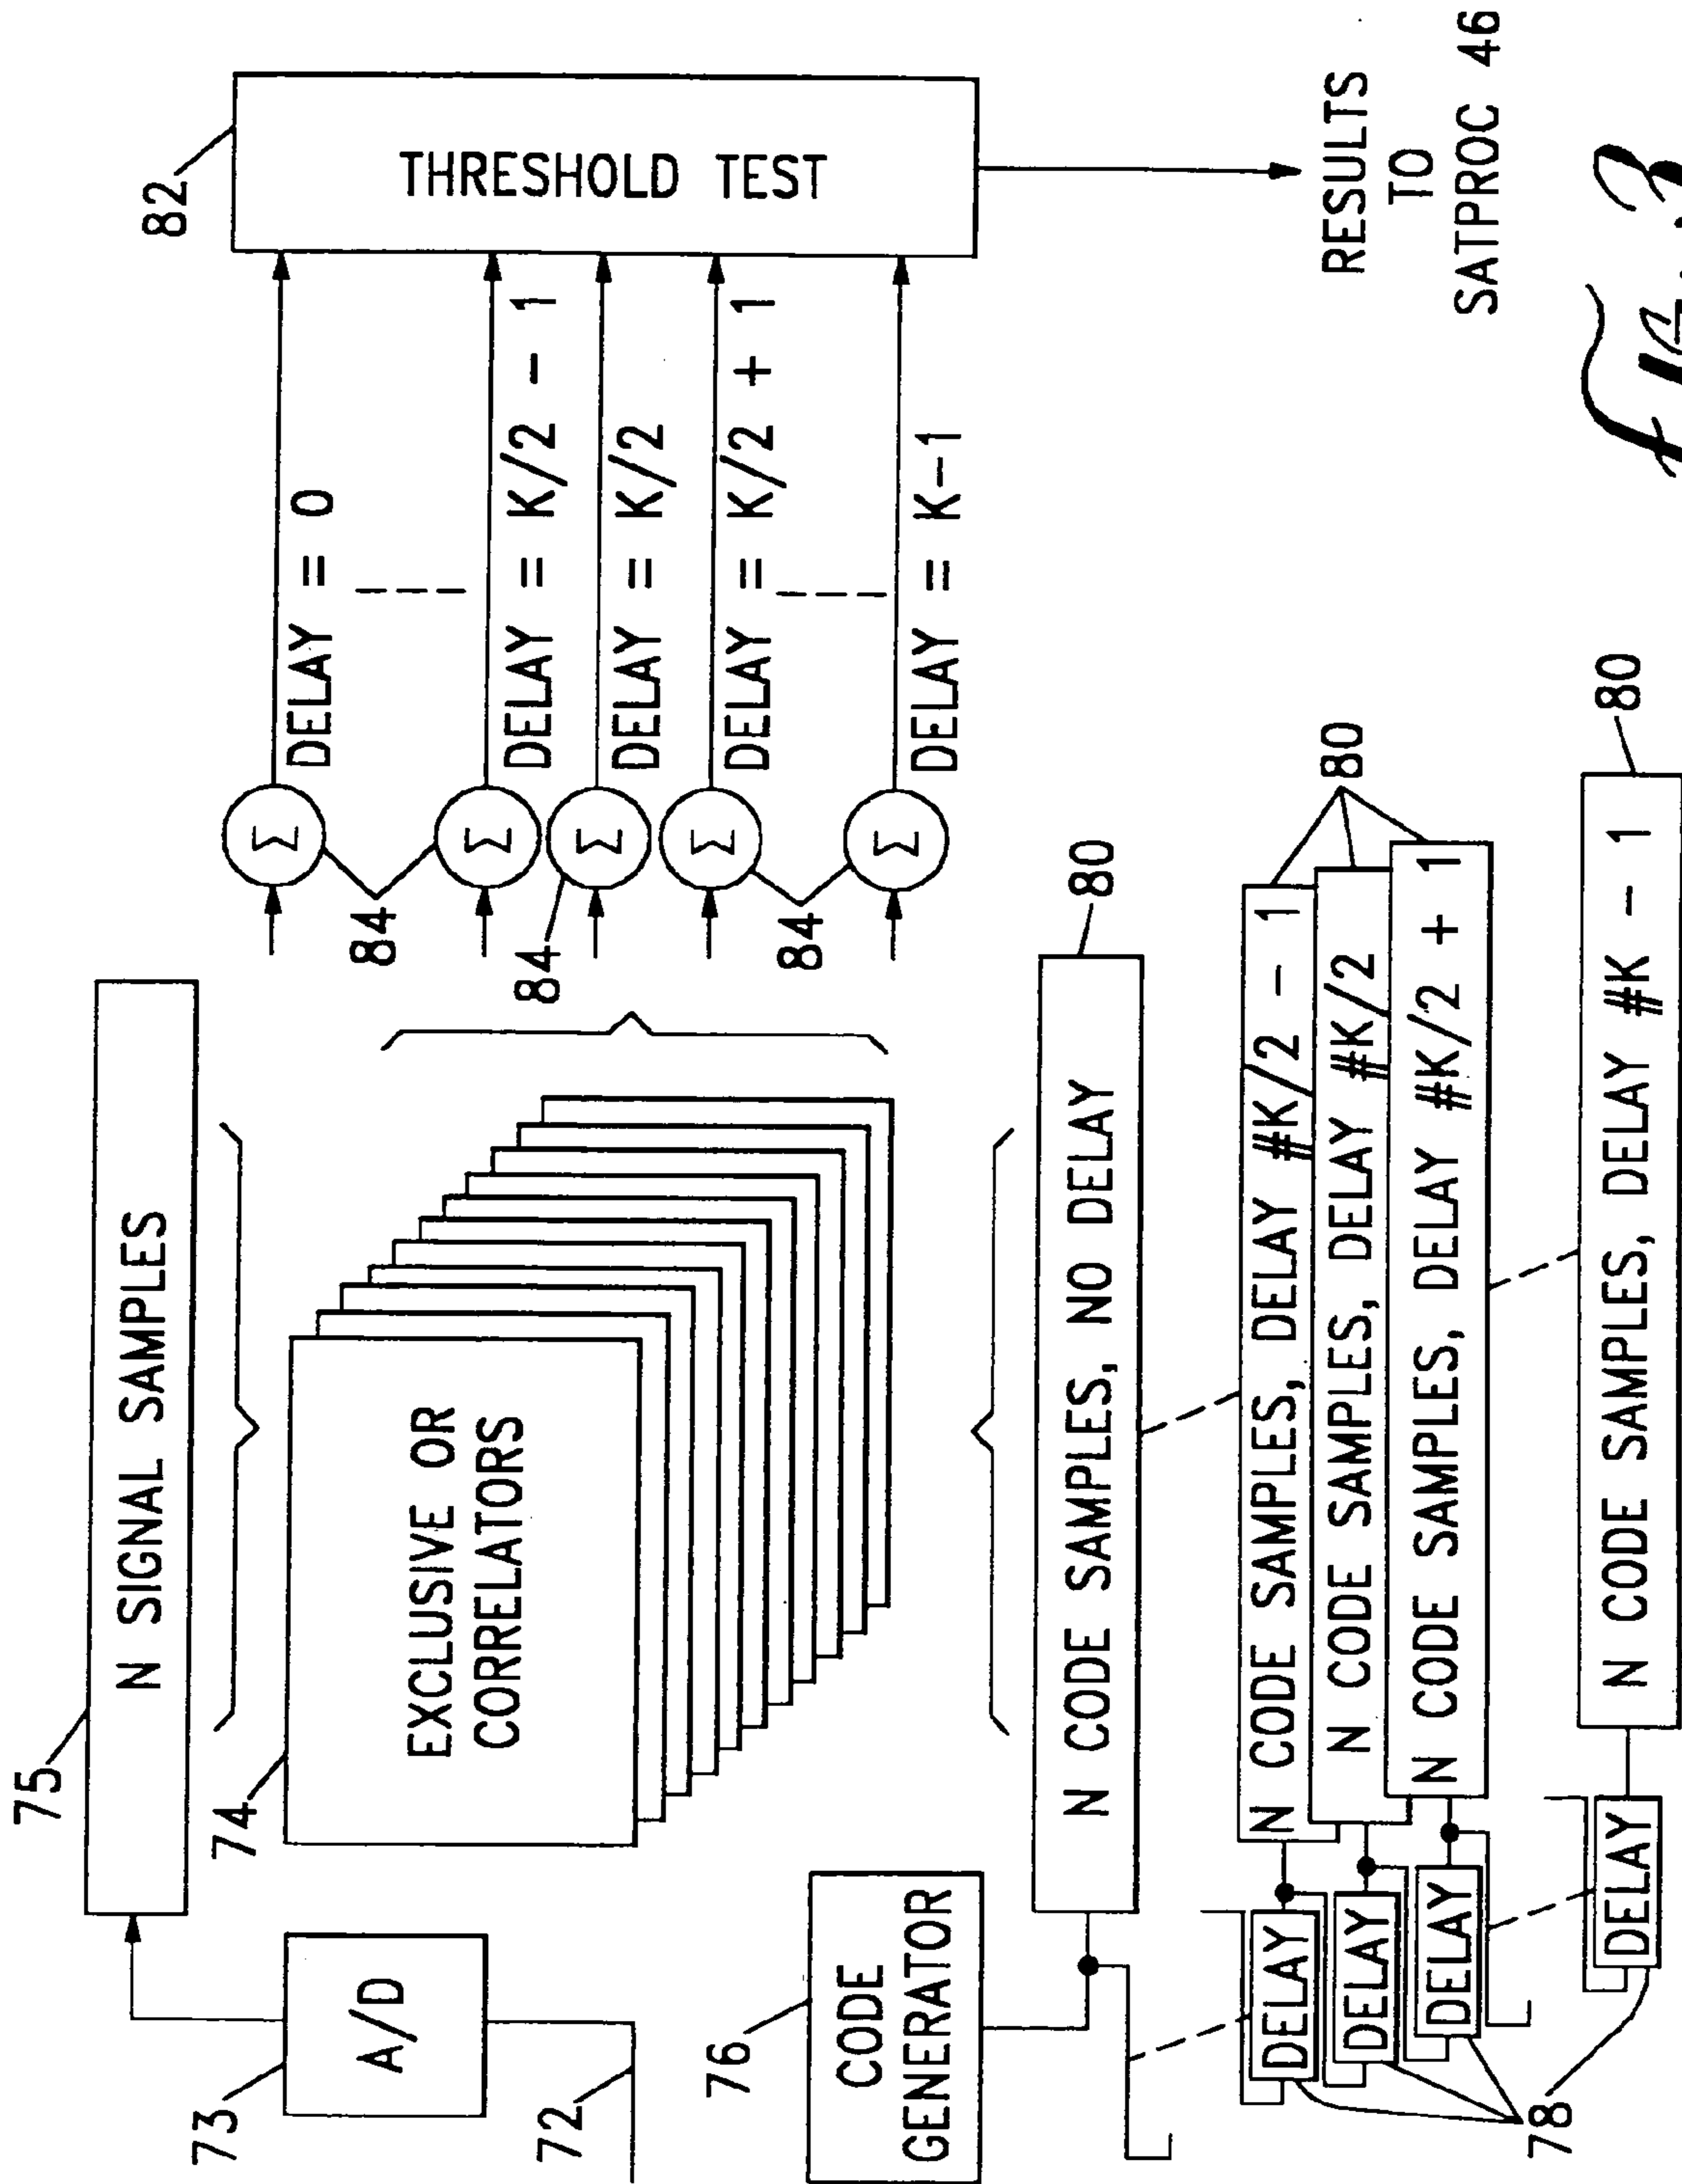 75
N SIGNAL SAMPLES
73
A/D
72
74
EXCLUSIVE OR
CORRELATORS
84
84
84
Σ
Σ
Σ
Σ
Σ
DELAY = 0
DELAY = K/2 - 1
DELAY = K/2
DELAY = K/2 + 1
DELAY = K-1
82
THRESHOLD TEST
RESULTS
TO
SATPROC 46
76
CODE
GENERATOR
N CODE SAMPLES, NO DELAY
80
DELAY
N CODE SAMPLES, DELAY #K/2 - 1
DELAY
N CODE SAMPLES, DELAY #K/2
DELAY
N CODE SAMPLES, DELAY #K/2 + 1
80
78
DELAY
N CODE SAMPLES, DELAY #K - 1
80
FIG. 3